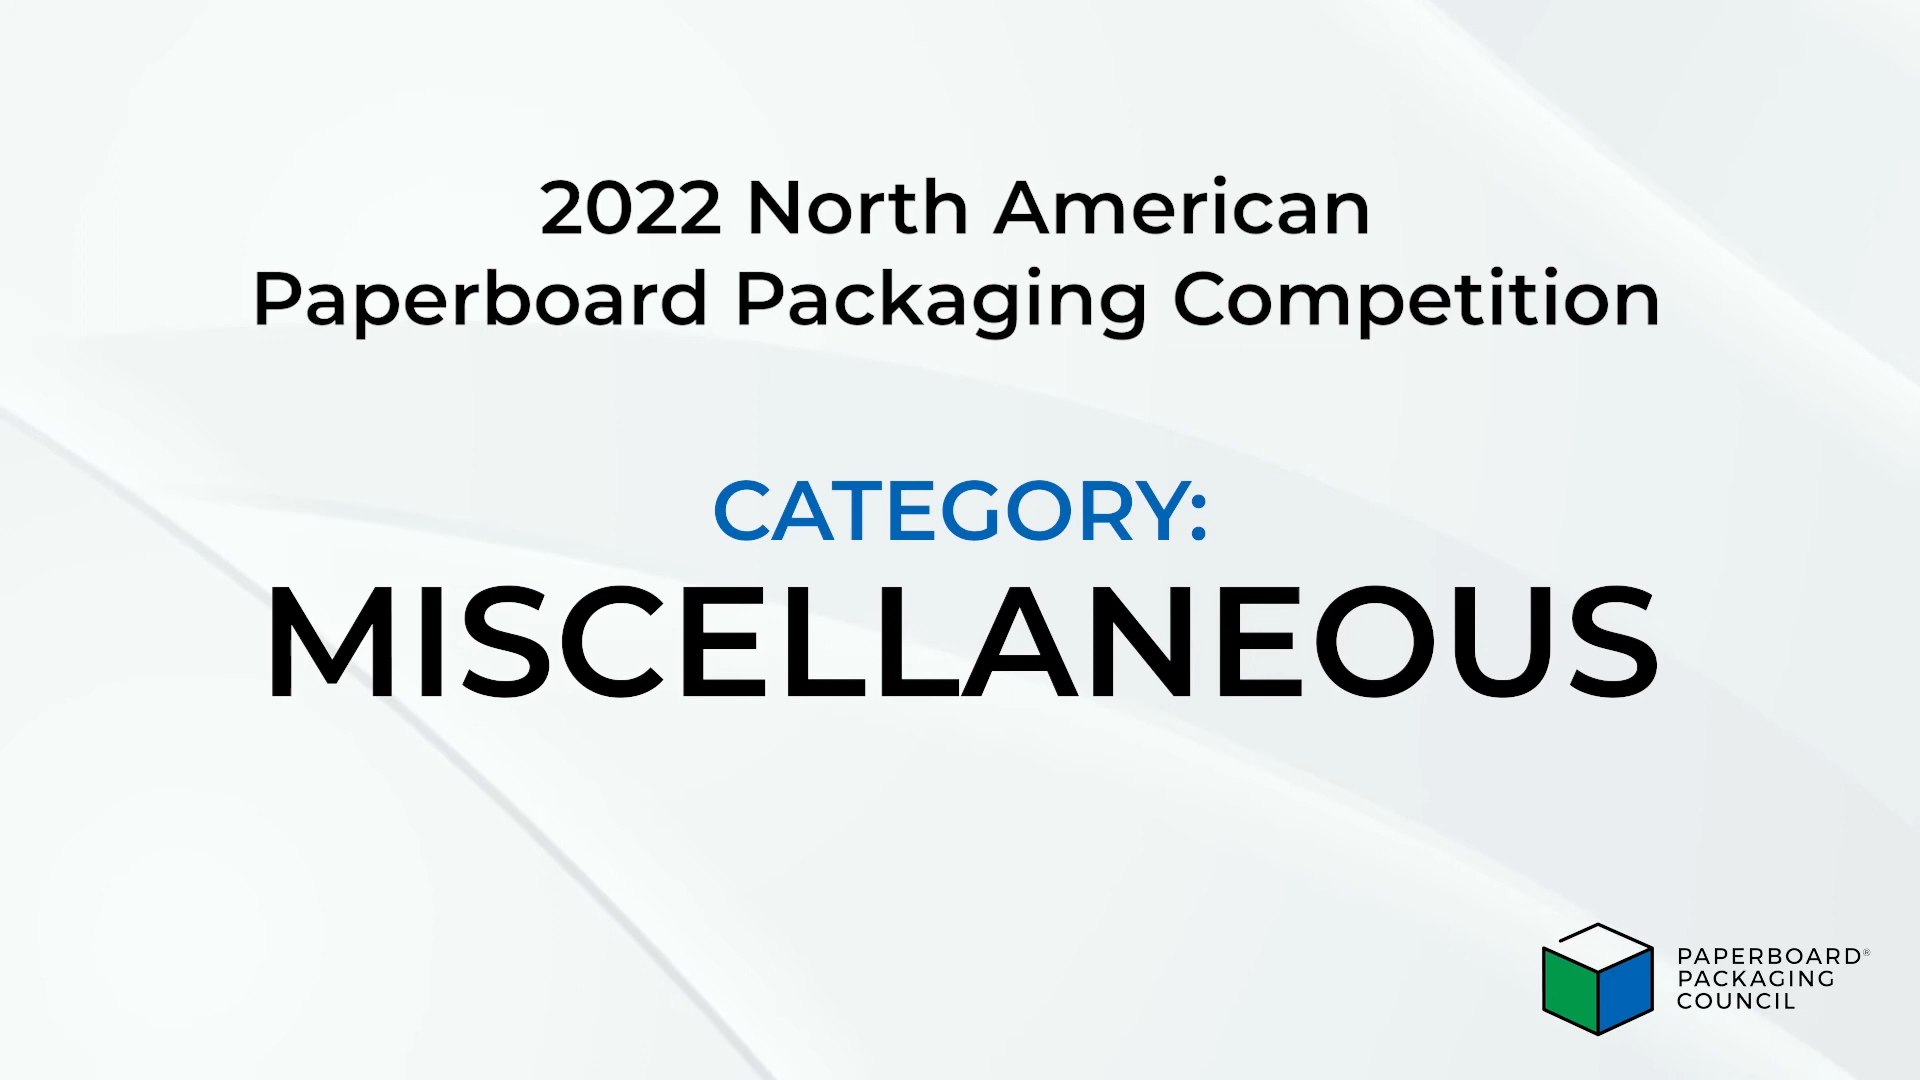 2022 North American
Paperboard Packaging Competition
CATEGORY:
MISCELLANEOUS
PAPERBOARD®
PACKAGING
COUNCIL